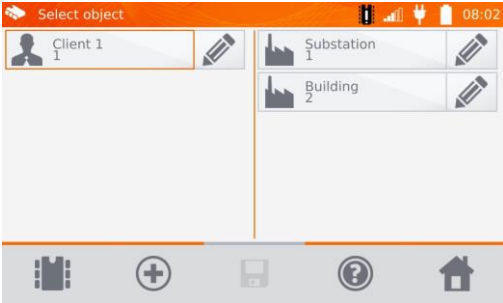 Select object
08:02
Client 1
1
Substation
1
Building
2